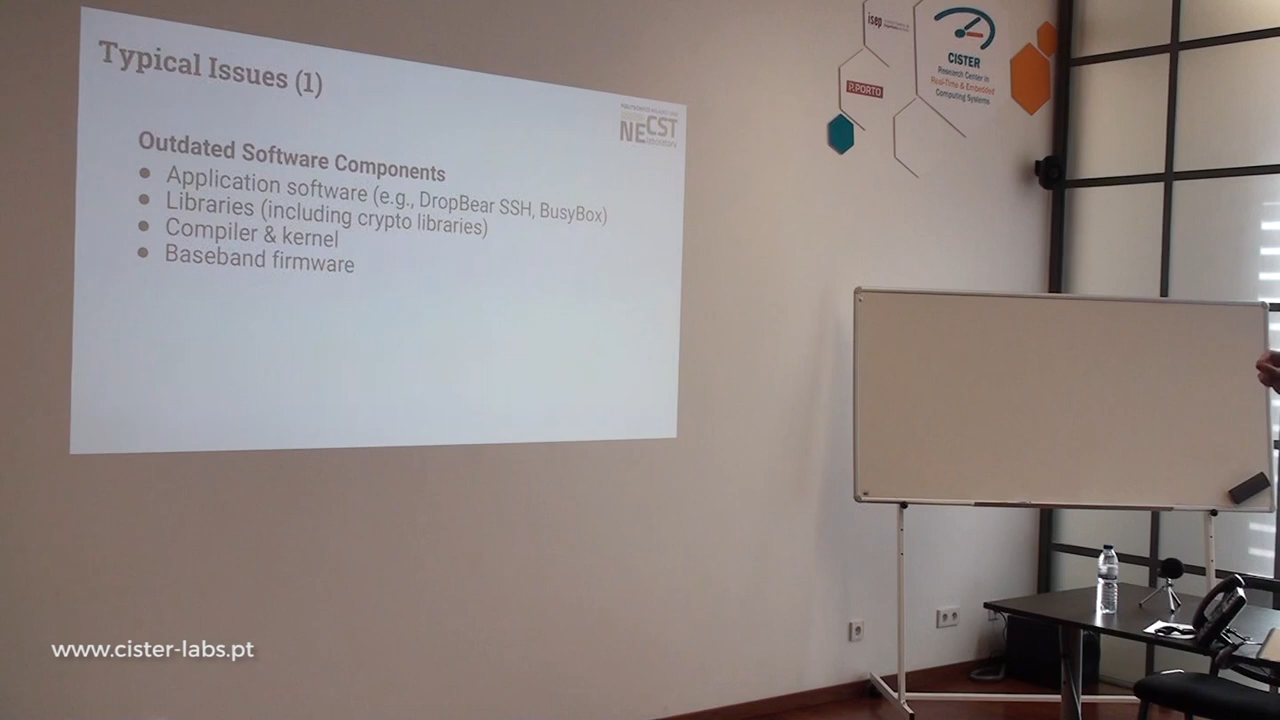 Typical Issues (1)
NECST
laboratory
Outdated Software Components
• Application software (e.g., DropBear SSH, BusyBox)
• Libraries (including crypto libraries)
• Compiler & kernel
• Baseband firmware
isep
P.PORTO
CISTER
Research Center in
Real-Time & Embedded
Computing Systems
www.cister-labs.pt